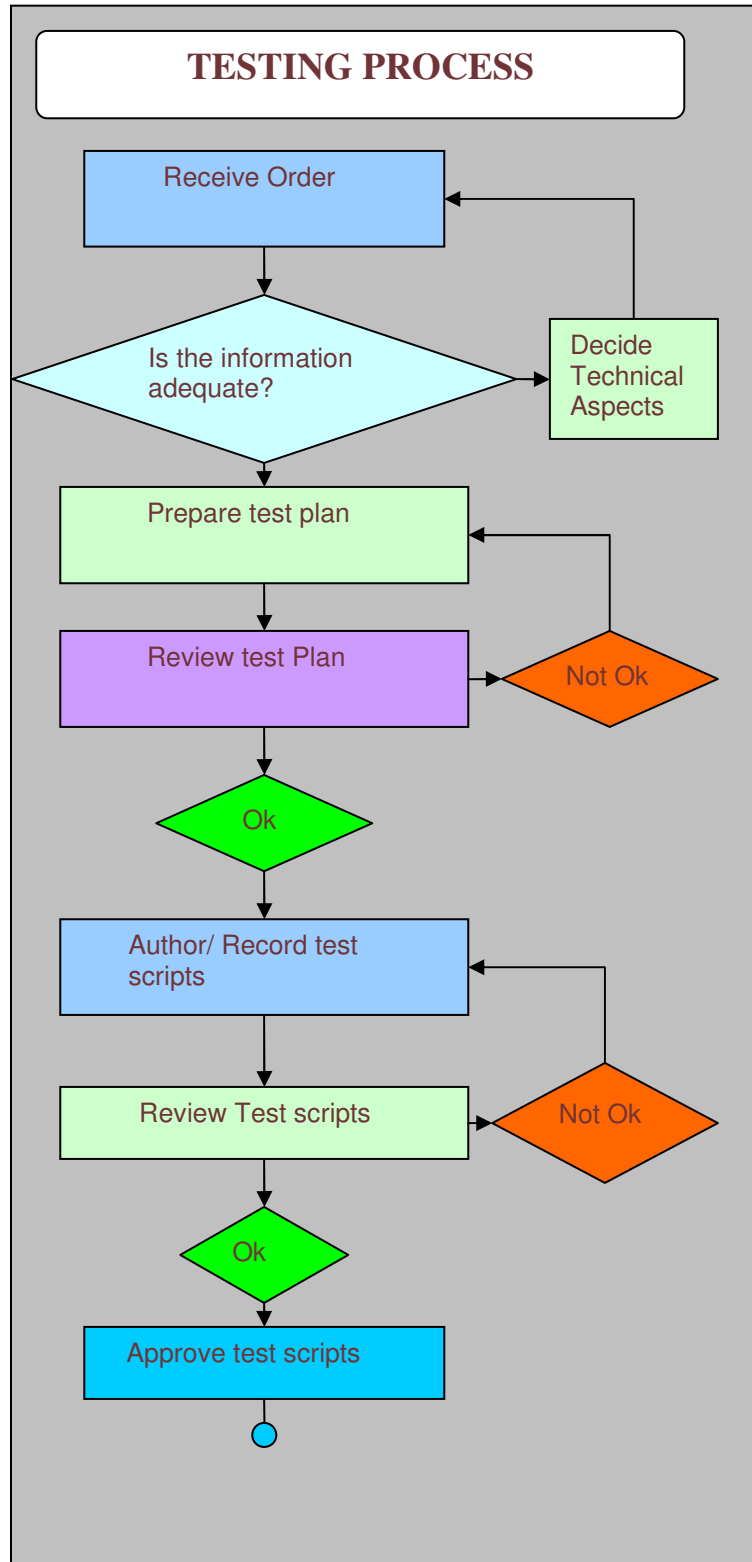 TESTING PROCESS
Receive Order
Is the information
adequate?
Decide
Technical
Aspects
Prepare test plan
Review test Plan
Not Ok
Ok
Author/ Record test
scripts
Review Test scripts
Not Ok
Ok
Approve test scripts